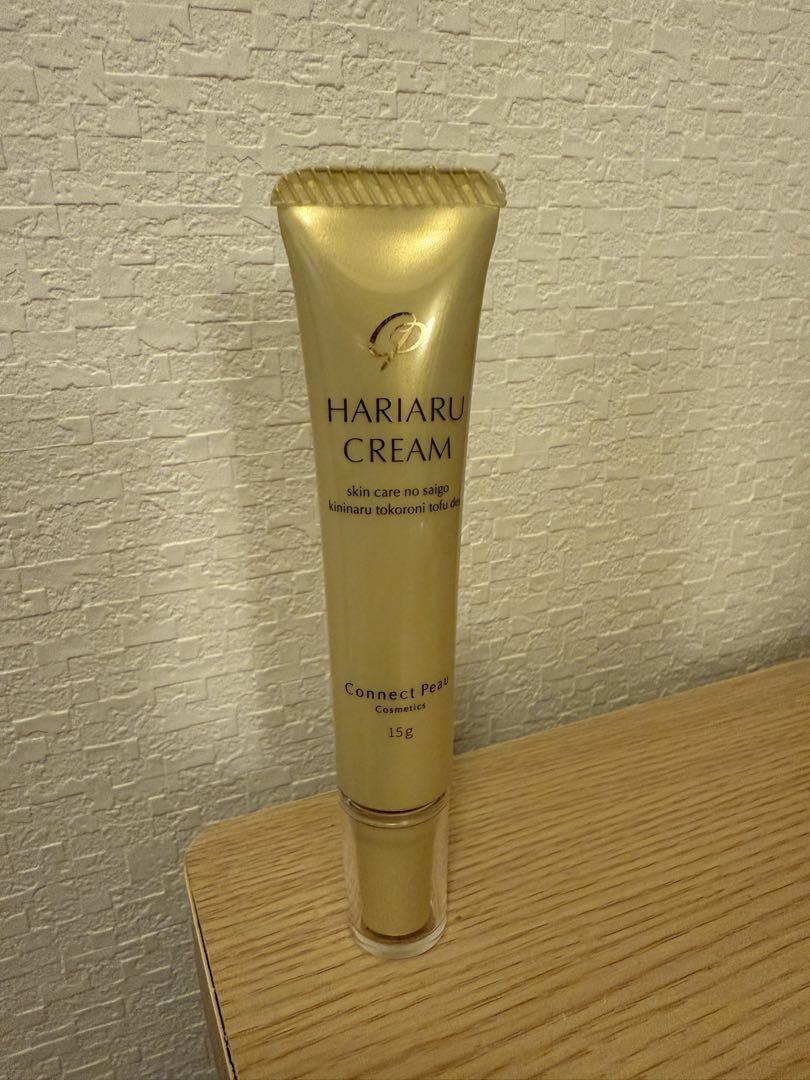 HARIARU
CREAM
skin care no saigo
kininaru tokoroni tofu
Connect Peau
Cosmetics
15g